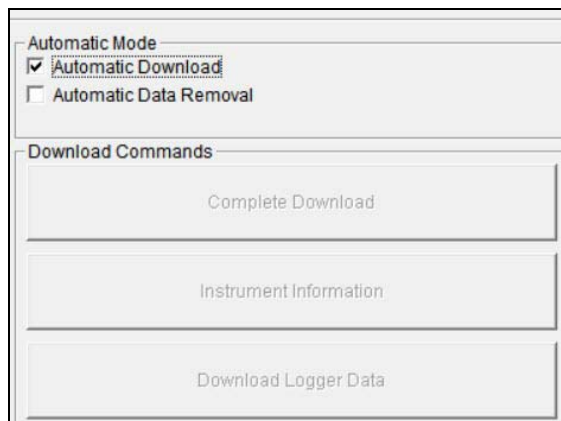 Automatic Mode
Automatic Download
Automatic Data Removal
Download Commands
Complete Download
Instrument Information
Download Logger Data